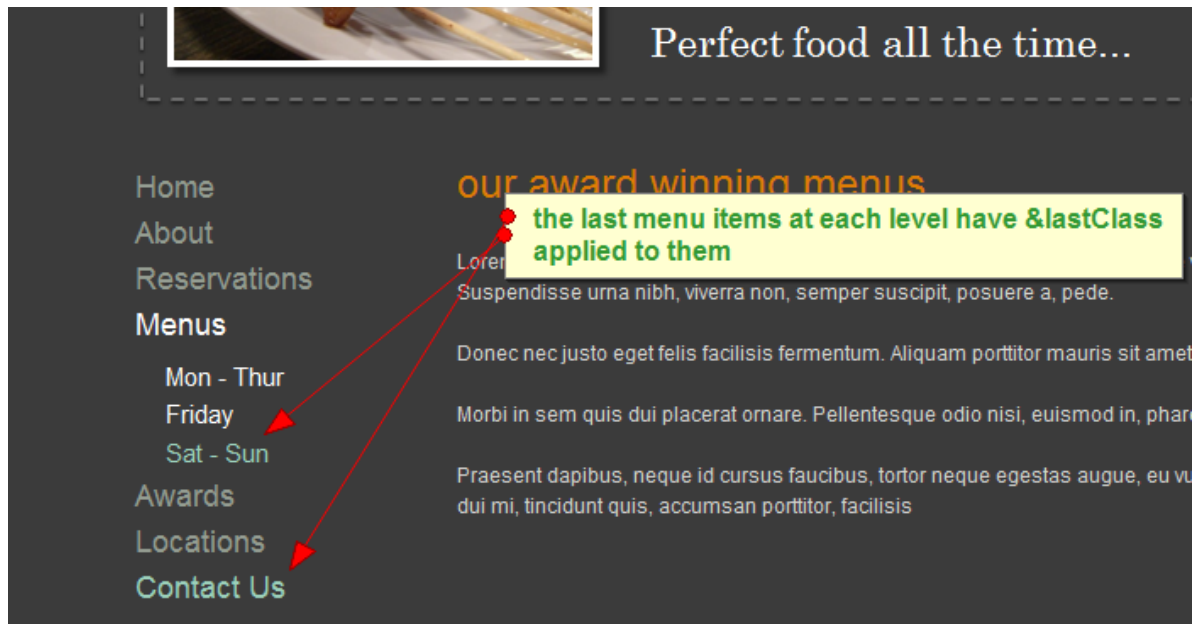 Perfect food all the time...
Home
About
Reservations
Menus
Mon - Thur
Friday
Sat - Sun
Awards
Locations
Contact Us
our award winning menus
the last menu items at each level have &lastClass
applied to them
Suspendisse urna nibh, viverra non, semper suscipit, posuere a, pede.
Donec nec justo eget felis facilisis fermentum. Aliquam porttitor mauris sit amet
Morbi in sem quis dui placerat ornare. Pellentesque odio nisi, euismod in,
Praesent dapibus, neque id cursus faucibus, tortor neque egestas augue, eu
dui mi, tincidunt quis, accumsan porttitor, facilisis